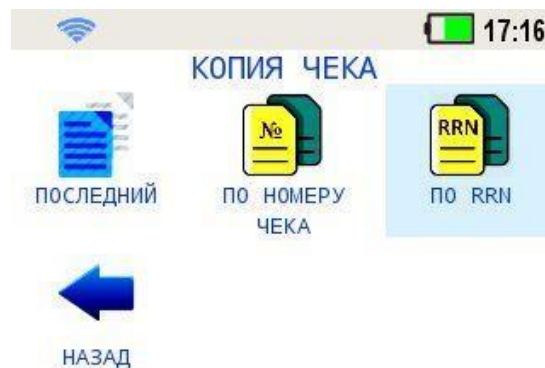 17:16
КОПИЯ ЧЕКА
№
RRN
ПОСЛЕДНИЙ
ПО НОМЕРУ
ЧЕКА
ПО RRN
НАЗАД